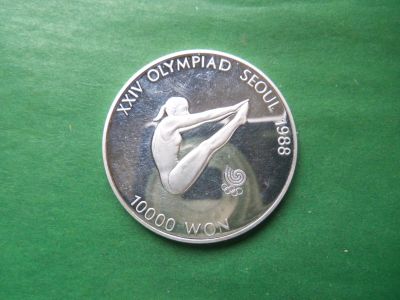 XXIV OLYMPIAD SEOUL 1988
10000 WON